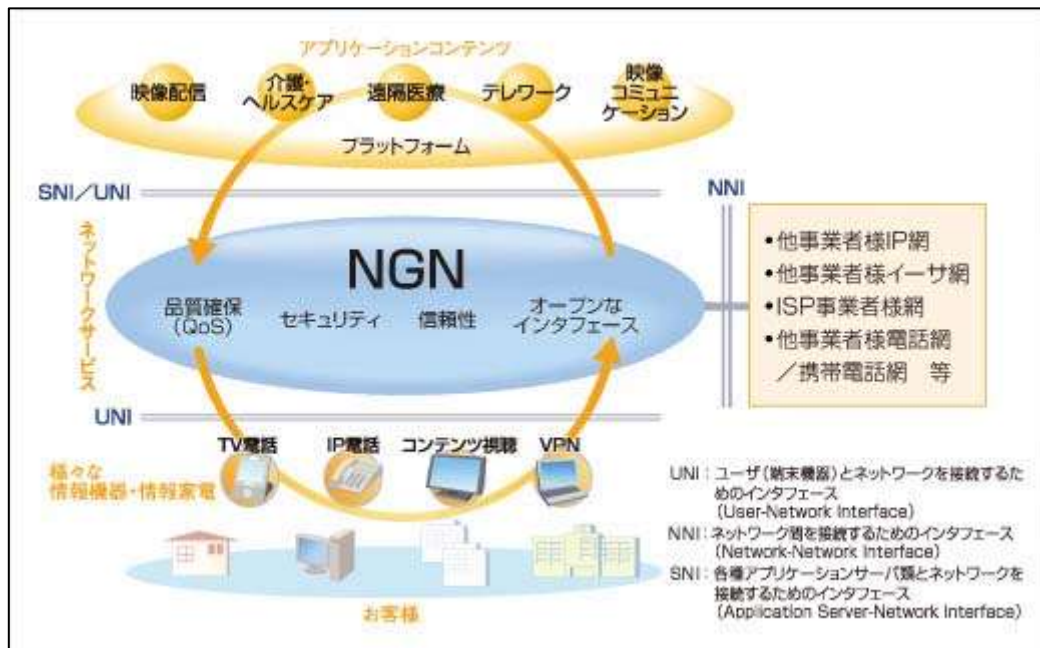 アプリケーションコンテンツ
映像配信
介護・
ヘルスケア
遠隔医療
テレワーク
映像
コミュニ
ケーション
プラットフォーム
SNI/UNI
NNI
ネットワークサービス
NGN
品質確保
(QoS)
セキュリティ
信頼性
オープンな
インタフェース
•他事業者様IP網
•他事業者様イーサ網
•ISP事業者様網
•他事業者様電話網
/携帯電話網 等
UNI
TV電話
IP電話
コンテンツ視聴
VPN
様々な
情報機器・情報家電
お客様
UNI:ユーザ(端末機器)とネットワークを接続するた
めのインタフェース
(User-Network Interface)
NNI:ネットワーク間を接続するためのインタフェース
(Network-Network Interface)
SNI:各種アプリケーションサーバ類とネットワークを
接続するためのインタフェース
(Application Server-Network Interface)